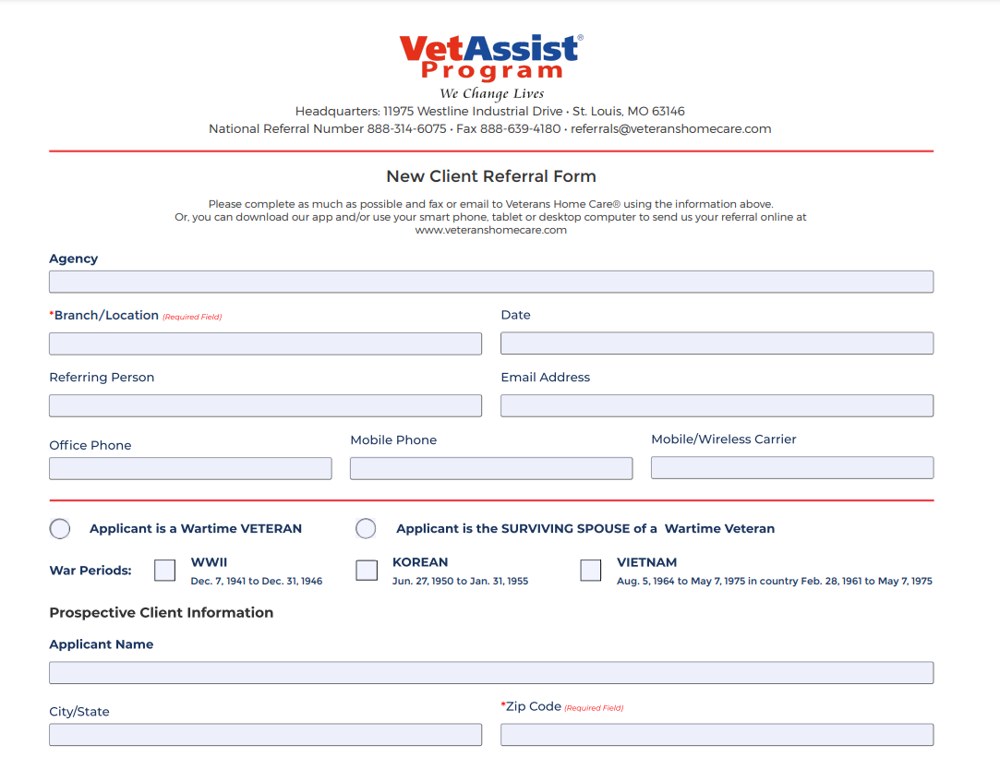 VetAssist®
Program
We Change Lives
Headquarters: 11975 Westline Industrial Drive • St. Louis, MO 63146
National Referral Number 888-314-6075 • Fax 888-639-4180 • referrals@veteranshomecare.com
New Client Referral Form
Please complete as much as possible and fax or email to Veterans Home Care® using the information above.
Or, you can download our app and/or use your smart phone, tablet or desktop computer to send us your referral online at
www.veteranshomecare.com
Agency
*Branch/Location (Required Field) Date
Referring Person Email Address
Office Phone Mobile Phone Mobile/Wireless Carrier
Applicant is a Wartime VETERAN Applicant is the SURVIVING SPOUSE of a Wartime Veteran
War Periods: WWII KOREAN VIETNAM
Dec. 7, 1941 to Dec. 31, 1946 Jun. 27, 1950 to Jan. 31, 1955 Aug. 5, 1964 to May 7, 1975 in country Feb. 28, 1961 to May 7, 1975
Prospective Client Information
Applicant Name
City/State *Zip Code (Required Field)